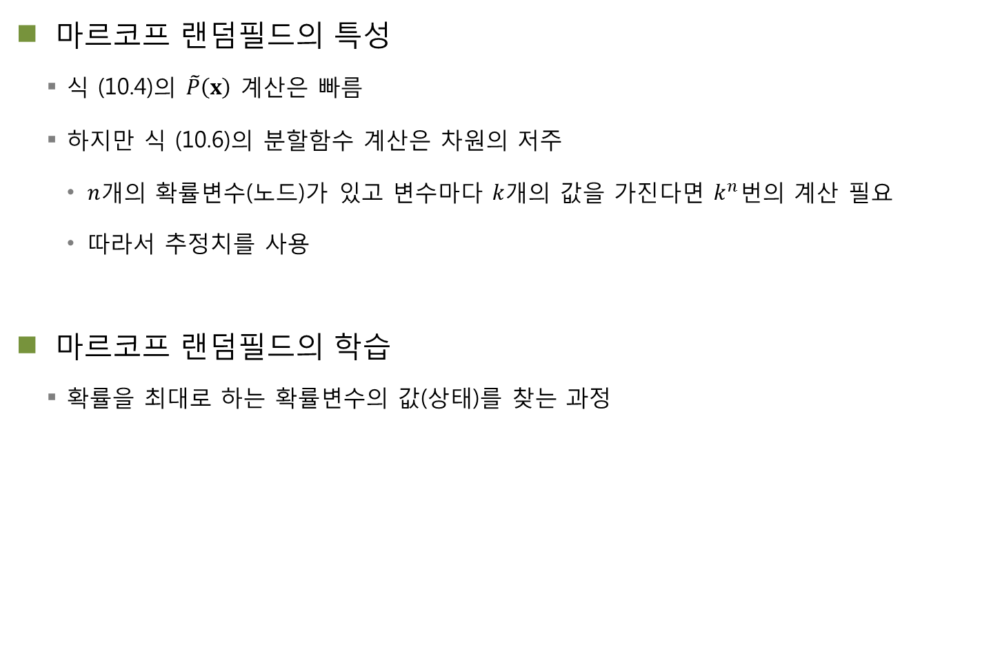 ■ 마르코프 랜덤필드의 특성
▪ 식 (10.4)의 P̃(𝐱) 계산은 빠름
▪ 하지만 식 (10.6)의 분할함수 계산은 차원의 저주
• n개의 확률변수(노드)가 있고 변수마다 k개의 값을 가진다면 kⁿ번의 계산 필요
• 따라서 추정치를 사용
■ 마르코프 랜덤필드의 학습
▪ 확률을 최대로 하는 확률변수의 값(상태)를 찾는 과정